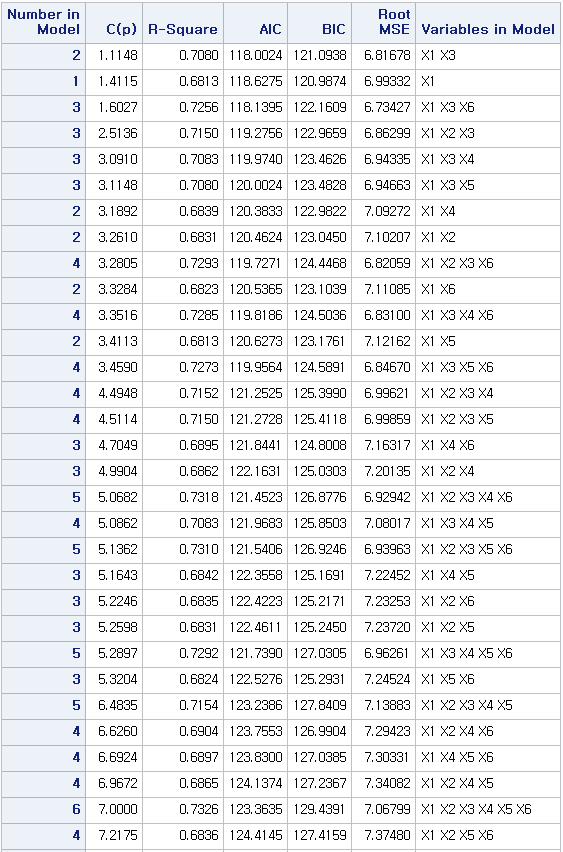 Number in Model C(p) R-Square AIC BIC Root MSE Variables in Model
2 1.1148 0.7080 118.0024 121.0938 6.81678 X1 X3
1 1.4115 0.6813 118.6275 120.9874 6.99332 X1
3 1.6027 0.7256 118.1395 122.1609 6.73427 X1 X3 X6
3 2.5136 0.7150 119.2756 122.9659 6.86299 X1 X2 X3
3 3.0910 0.7083 119.9740 123.4626 6.94335 X1 X3 X4
3 3.1148 0.7080 120.0024 123.4828 6.94663 X1 X3 X5
2 3.1892 0.6839 120.3833 122.9822 7.09272 X1 X4
2 3.2610 0.6831 120.4624 123.0450 7.10207 X1 X2
4 3.2805 0.7293 119.7271 124.4468 6.82059 X1 X2 X3 X6
2 3.3284 0.6823 120.5365 123.1039 7.11085 X1 X6
4 3.3516 0.7285 119.8186 124.5036 6.83100 X1 X3 X4 X6
2 3.4113 0.6813 120.6273 123.1761 7.12162 X1 X5
4 3.4590 0.7273 119.9564 124.5891 6.84670 X1 X3 X5 X6
4 4.4948 0.7152 121.2525 125.3990 6.99621 X1 X2 X3 X4
4 4.5114 0.7150 121.2728 125.4118 6.99859 X1 X2 X3 X5
3 4.7049 0.6895 121.8441 124.8008 7.16317 X1 X4 X6
3 4.9904 0.6862 122.1631 125.0303 7.20135 X1 X2 X4
5 5.0682 0.7318 121.4523 126.8776 6.92942 X1 X2 X3 X4 X6
4 5.0862 0.7083 121.9683 125.8503 7.08017 X1 X3 X4 X5
5 5.1362 0.7310 121.5406 126.9246 6.93963 X1 X2 X3 X5 X6
3 5.1643 0.6842 122.3558 125.1691 7.22452 X1 X4 X5
3 5.2246 0.6835 122.4223 125.2171 7.23253 X1 X2 X6
3 5.2598 0.6831 122.4611 125.2450 7.23720 X1 X2 X5
5 5.2897 0.7292 121.7390 127.0305 6.96261 X1 X3 X4 X5 X6
3 5.3204 0.6824 122.5276 125.2931 7.24524 X1 X5 X6
5 6.4835 0.7154 123.2386 127.8409 7.13883 X1 X2 X3 X4 X5
4 6.6260 0.6904 123.7553 126.9904 7.29423 X1 X2 X4 X6
4 6.6924 0.6897 123.8300 127.0385 7.30331 X1 X4 X5 X6
4 6.9672 0.6865 124.1374 127.2367 7.34082 X1 X2 X4 X5
6 7.0000 0.7326 123.3635 129.4391 7.06799 X1 X2 X3 X4 X5 X6
4 7.2175 0.6836 124.4145 127.4159 7.37480 X1 X2 X5 X6